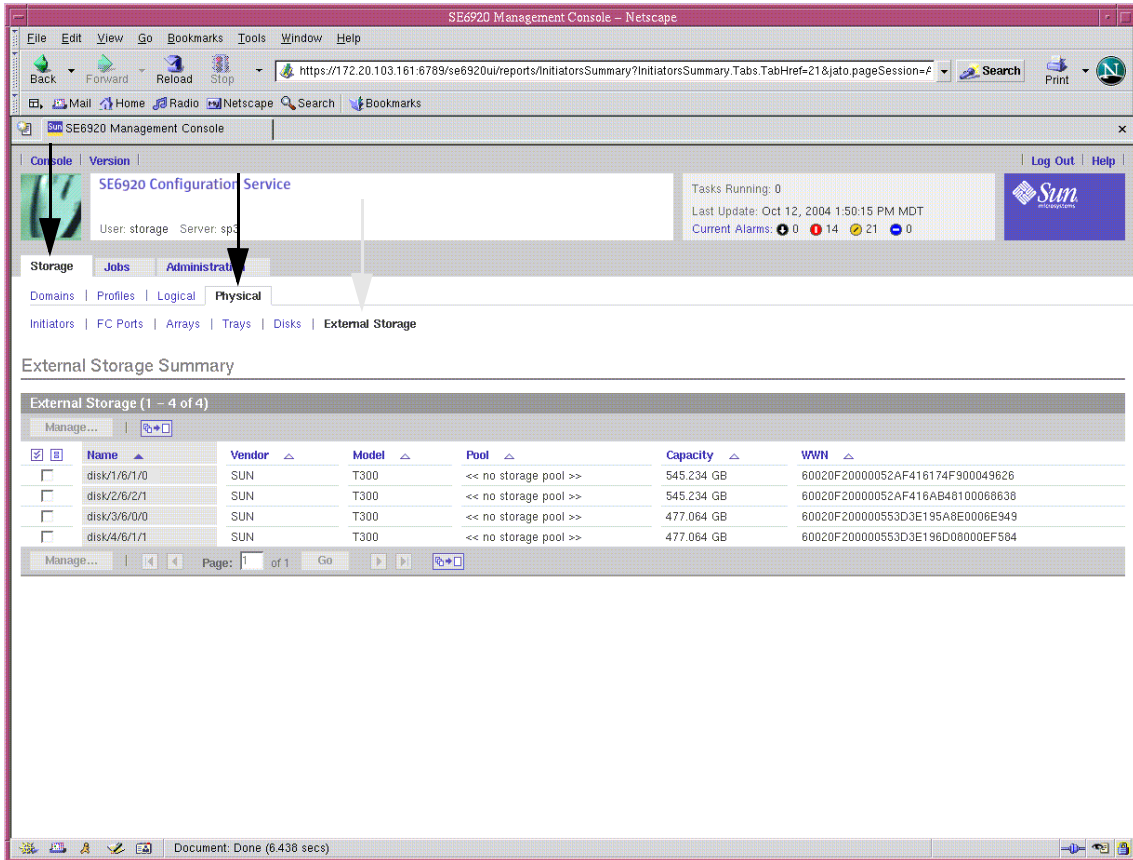 SE6920 Management Console – Netscape
File Edit View Go Bookmarks Tools Window Help
Back Forward Reload Stop https://172.20.103.161:6789/se6920ui/reports/InitiatorsSummary?InitiatorsSummary.Tabs.TabHref=21&jato.pageSession=A Search Print N
Mail Home Radio Netscape Search Bookmarks
Sun SE6920 Management Console
Console Version Log Out Help
SE6920 Configuration Service
Tasks Running: 0
Last Update: Oct 12, 2004 1:50:15 PM MDT
User: storage Server: sp3
Current Alarms: 0 14 21 0
Sun
microsystems
Storage Jobs Administration
Domains | Profiles | Logical Physical
Initiators | FC Ports | Arrays | Trays | Disks | External Storage
External Storage Summary
External Storage (1 – 4 of 4)
Manage...
Name Vendor Model Pool Capacity WWN
disk/1/6/1/0 SUN T300 << no storage pool >> 545.234 GB 60020F20000052AF416174F900049626
disk/2/6/2/1 SUN T300 << no storage pool >> 545.234 GB 60020F20000052AF416AB48100068638
disk/3/6/0/0 SUN T300 << no storage pool >> 477.064 GB 60020F200000553D3E195A8E0006E949
disk/4/6/1/1 SUN T300 << no storage pool >> 477.064 GB 60020F200000553D3E196D08000EF584
Manage... Page: 1 of 1 Go
Document: Done (6.438 secs)